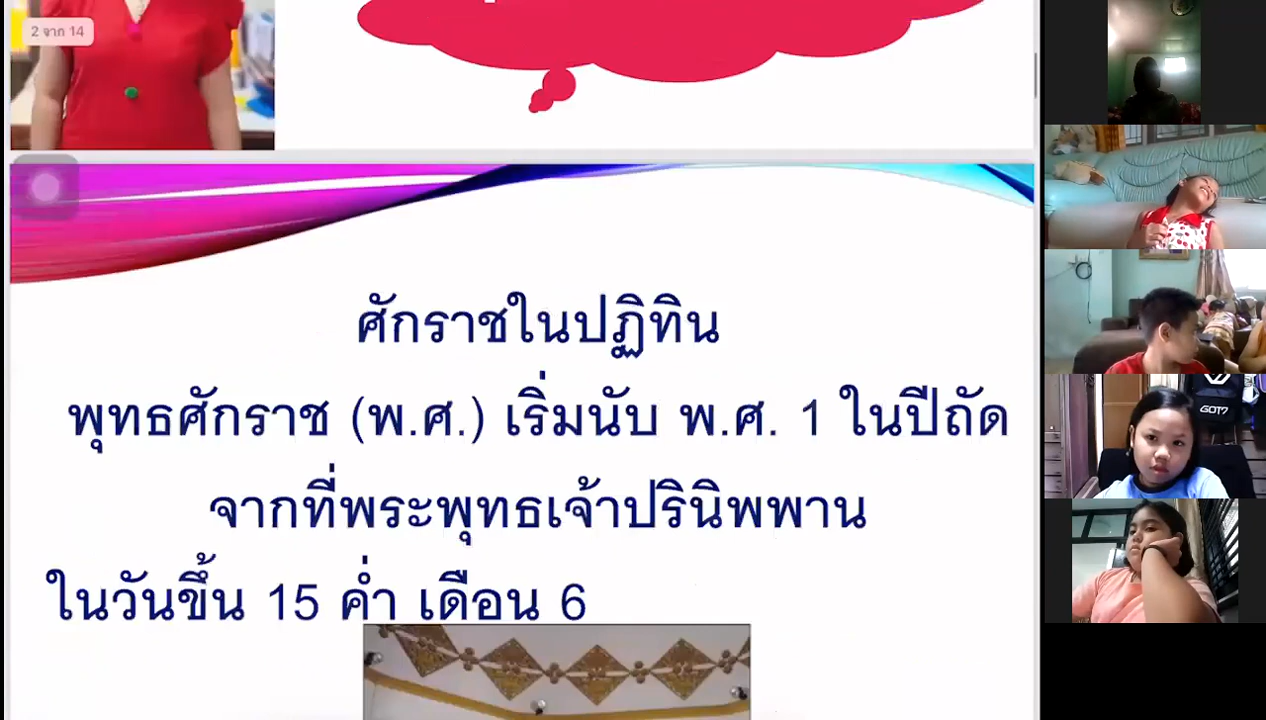 2 จาก 14
ศักราชในปฏิทิน
พุทธศักราช (พ.ศ.) เริ่มนับ พ.ศ. 1 ในปีถัด
จากที่พระพุทธเจ้าปรินิพพาน
ในวันขึ้น 15 ค่ำ เดือน 6
GOT7